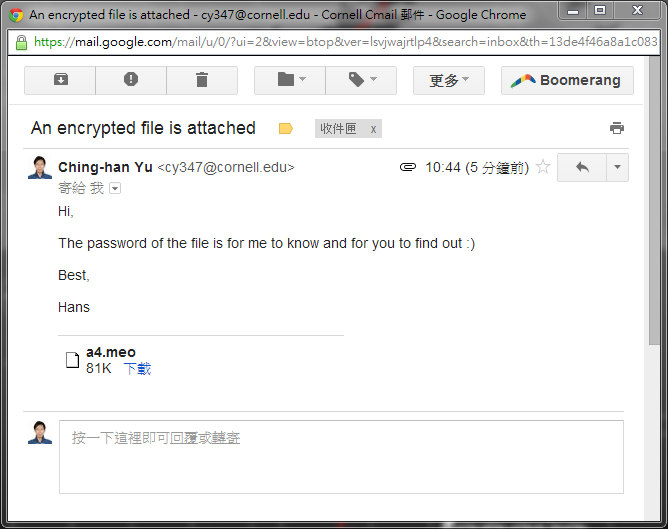 An encrypted file is attached - cy347@cornell.edu - Cornell Cmail 郵件 - Google Chrome
https://mail.google.com/mail/u/0/?ui=2&view=btop&ver=lsvjwajrtlp4&search=inbox&th=13de4f46a8a1c083
更多 Boomerang
An encrypted file is attached 收件匣 x
Ching-han Yu <cy347@cornell.edu> 10:44 (5 分鐘前)
寄給 我
Hi,
The password of the file is for me to know and for you to find out :)
Best,
Hans
a4.meo
81K 下載
按一下這裡即可回覆或轉寄